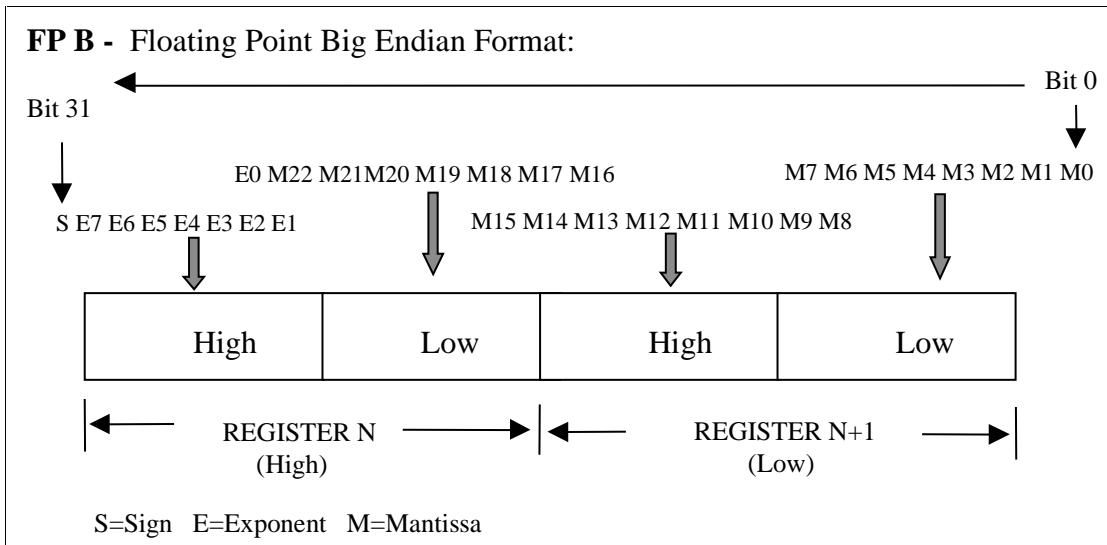 FP B - Floating Point Big Endian Format:
Bit 0
Bit 31
E0 M22 M21M20 M19 M18 M17 M16
M7 M6 M5 M4 M3 M2 M1 M0
S E7 E6 E5 E4 E3 E2 E1
M15 M14 M13 M12 M11 M10 M9 M8
High Low High Low
REGISTER N REGISTER N+1
(High) (Low)
S=Sign E=Exponent M=Mantissa